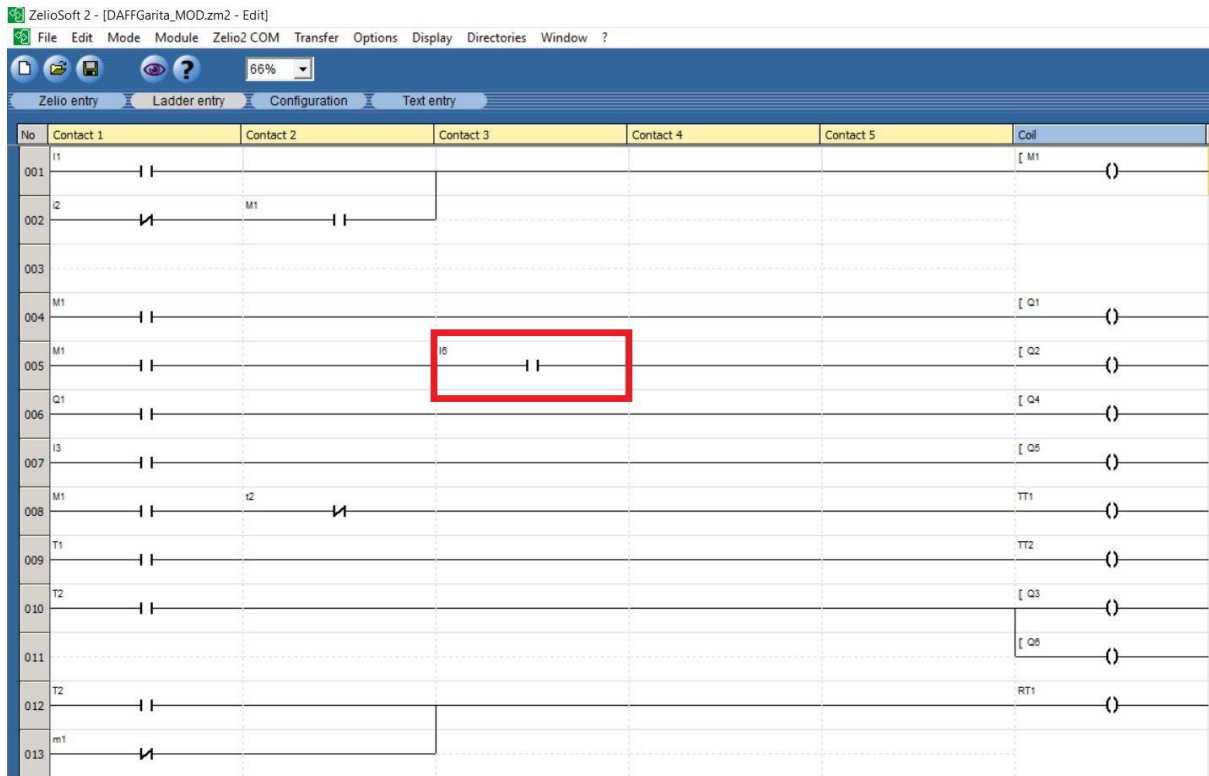 ZelioSoft 2 - [DAFFGarita_MOD.zm2 - Edit]
File Edit Mode Module Zelio2 COM Transfer Options Display Directories Window ?
66%
Zelio entry Ladder entry Configuration Text entry
No Contact 1 Contact 2 Contact 3 Contact 4 Contact 5 Coil
001 I1 [ M1
002 i2 M1
003
004 M1 [ Q1
005 M1 I6 [ Q2
006 Q1 [ Q4
007 I3 [ Q5
008 M1 t2 TT1
009 T1 TT2
010 T2 [ Q3
011 [ Q6
012 T2 RT1
013 m1